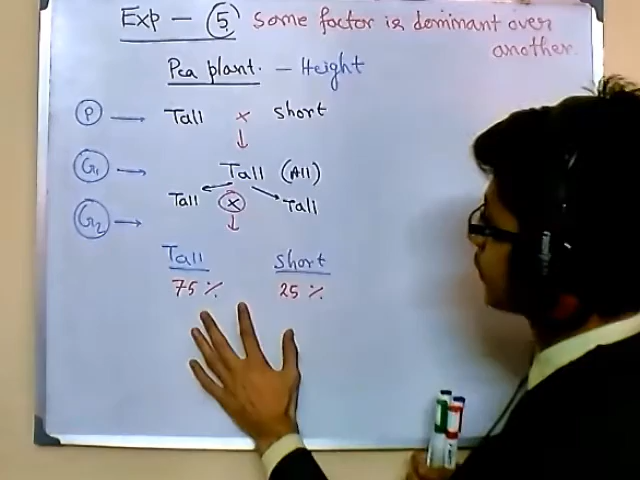 Exp – 5 some factor is dominant over
another.
Pea plant. – Height
P → Tall × short
G1 → Tall (All)
Tall × Tall
G2 →
Tall short
75% 25%